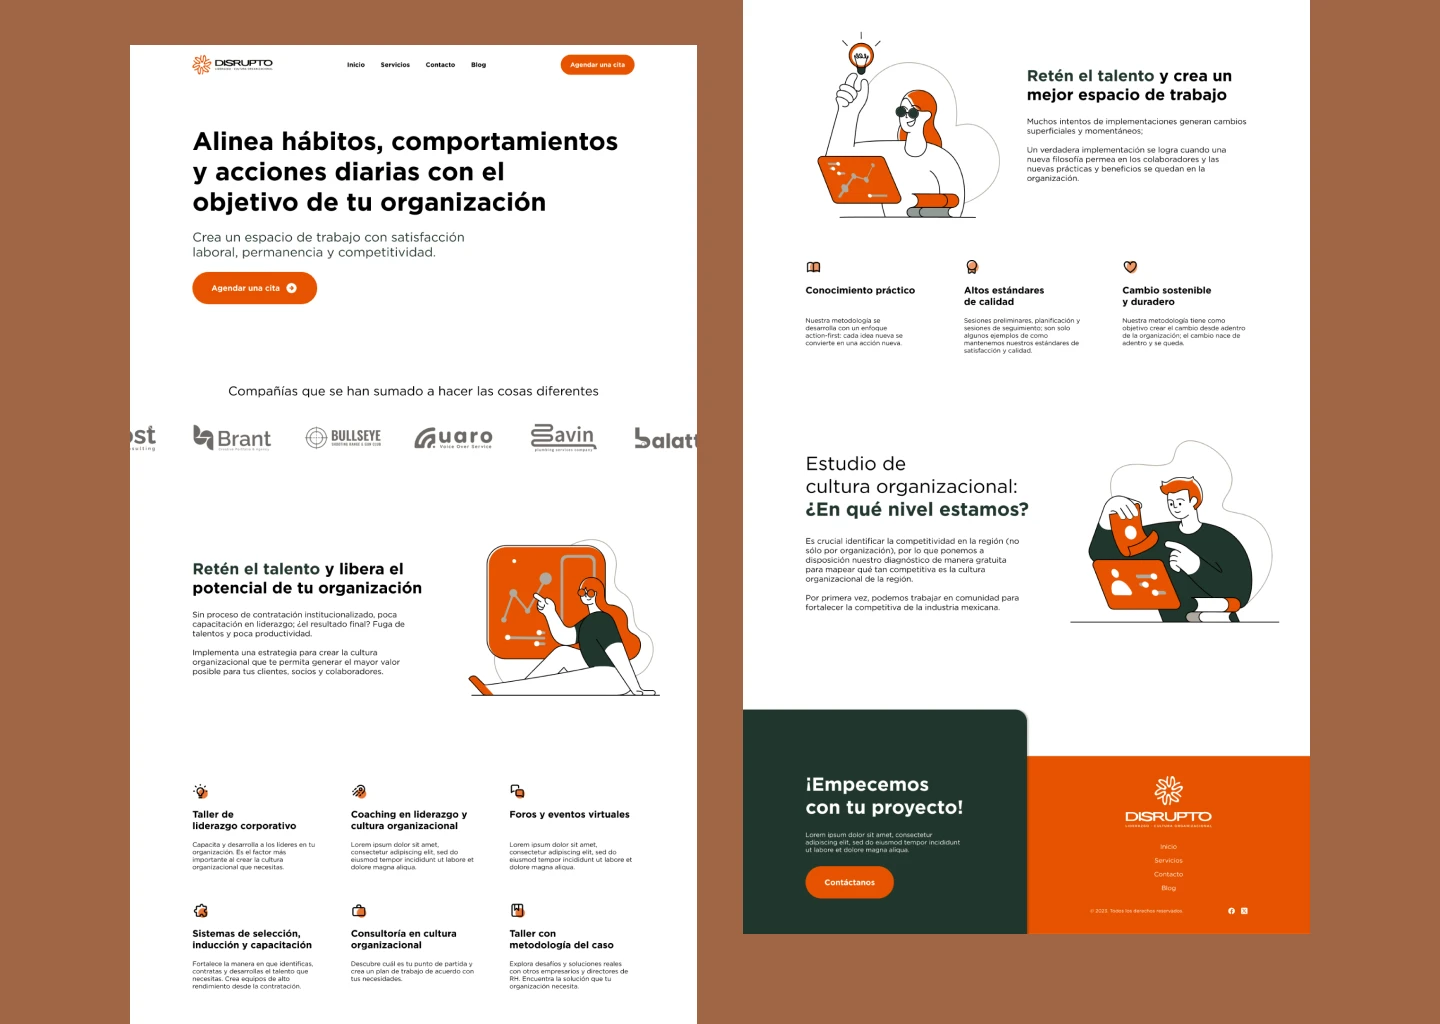 DISRUPTO
LIDERAZGO · CULTURA ORGANIZACIONAL
Inicio
Servicios
Contacto
Blog
Agendar una cita
Alinea hábitos, comportamientos
y acciones diarias con el
objetivo de tu organización
Crea un espacio de trabajo con satisfacción
laboral, permanencia y competitividad.
Agendar una cita
Compañías que se han sumado a hacer las cosas diferentes
Brant
BULLSEYE
uaro
Voice Over Service
avin
plumbing services company
Retén el talento y libera el
potencial de tu organización
Sin proceso de contratación institucionalizado, poca
capacitación en liderazgo; ¿el resultado final? Fuga de
talentos y poca productividad.
Implementa una estrategia para crear la cultura
organizacional que te permita generar el mayor valor
posible para tus clientes, socios y colaboradores.
Taller de
liderazgo corporativo
Capacita y desarrolla a los líderes en tu
organización. Es el factor más
importante al crear la cultura
organizacional que necesitas.
Coaching en liderazgo y
cultura organizacional
Lorem ipsum dolor sit amet,
consectetur adipiscing elit, sed do
eiusmod tempor incididunt ut labore et
dolore magna aliqua.
Foros y eventos virtuales
Lorem ipsum dolor sit amet,
consectetur adipiscing elit, sed do
eiusmod tempor incididunt ut labore et
dolore magna aliqua.
Sistemas de selección,
inducción y capacitación
Fortalece la manera en que identificas,
contratas y desarrollas el talento que
necesitas. Crea equipos de alto
rendimiento desde la contratación.
Consultoría en cultura
organizacional
Descubre cuál es tu punto de partida y
crea un plan de trabajo de acuerdo con
tus necesidades.
Taller con
metodología del caso
Explora desafíos y soluciones reales
con otros empresarios y directores de
RH. Encuentra la solución que tu
organización necesita.
Retén el talento y crea un
mejor espacio de trabajo
Muchos intentos de implementaciones generan cambios
superficiales y momentáneos;
Un verdadera implementación se logra cuando una
nueva filosofía permea en los colaboradores y las
nuevas prácticas y beneficios se quedan en la
organización.
Conocimiento práctico
Nuestra metodología se
desarrolla con un enfoque
action-first: cada idea nueva se
convierte en una acción nueva.
Altos estándares
de calidad
Sesiones preliminares, planificación y
sesiones de seguimiento; son solo
algunos ejemplos de como
mantenemos nuestros estándares de
satisfacción y calidad.
Cambio sostenible
y duradero
Nuestra metodología tiene como
objetivo crear el cambio desde adentro
de la organización; el cambio nace de
adentro y se queda.
Estudio de
cultura organizacional:
¿En qué nivel estamos?
Es crucial identificar la competitividad en la región (no
sólo por organización), por lo que ponemos a
disposición nuestro diagnóstico de manera gratuita
para mapear qué tan competitiva es la cultura
organizacional de la región.
Por primera vez, podemos trabajar en comunidad para
fortalecer la competitiva de la industria mexicana.
¡Empecemos
con tu proyecto!
Lorem ipsum dolor sit amet, consectetur
adipiscing elit, sed do eiusmod tempor incididunt
ut labore et dolore magna aliqua.
Contáctanos
DISRUPTO
LIDERAZGO · CULTURA ORGANIZACIONAL
Inicio
Servicios
Contacto
Blog
© 2023. Todos los derechos reservados